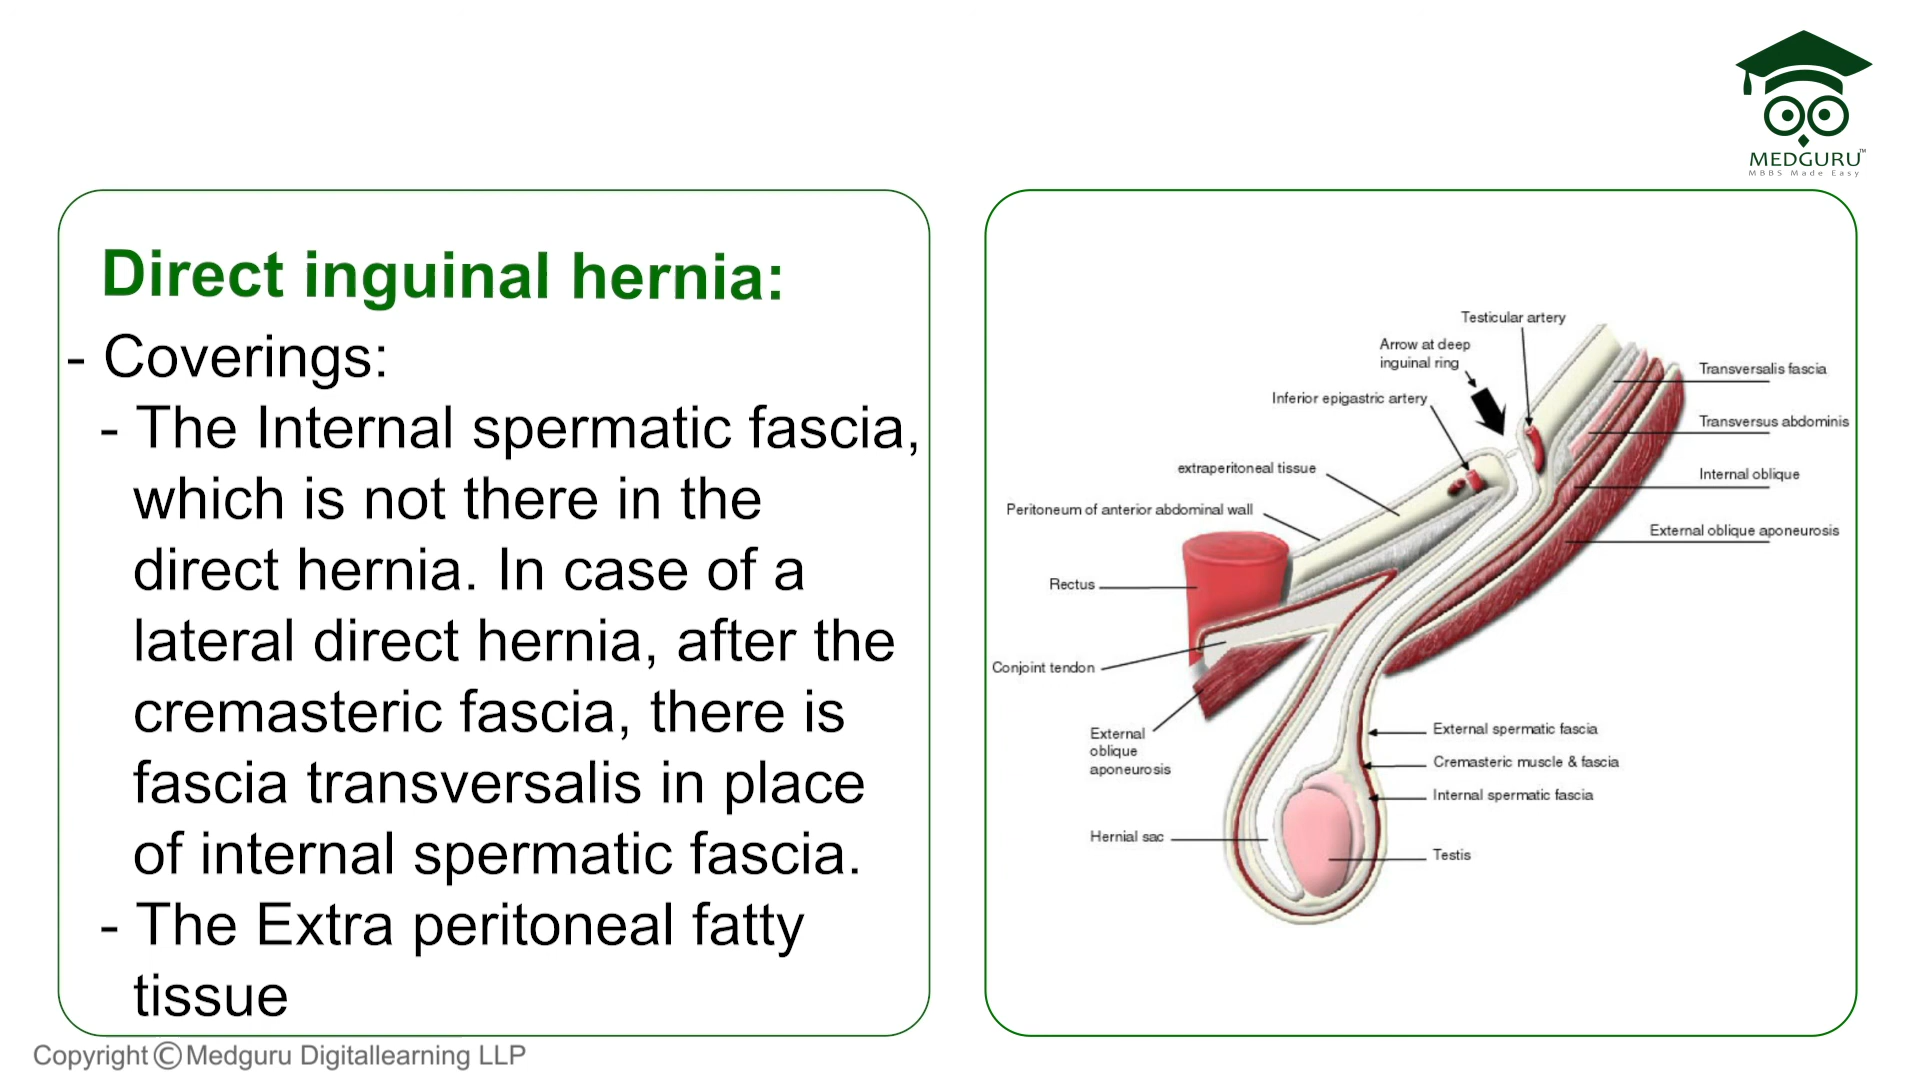 MEDGURU™
MBBS Made Easy
Direct inguinal hernia:
- Coverings:
- The Internal spermatic fascia,
which is not there in the
direct hernia. In case of a
lateral direct hernia, after the
cremasteric fascia, there is
fascia transversalis in place
of internal spermatic fascia.
- The Extra peritoneal fatty
tissue
Testicular artery
Arrow at deep
inguinal ring
Inferior epigastric artery
extraperitoneal tissue
Peritoneum of anterior abdominal wall
Rectus
Conjoint tendon
External
oblique
aponeurosis
Hernial sac
Transversalis fascia
Transversus abdominis
Internal oblique
External oblique aponeurosis
External spermatic fascia
Cremasteric muscle & fascia
Internal spermatic fascia
Testis
Copyright © Medguru Digitallearning LLP